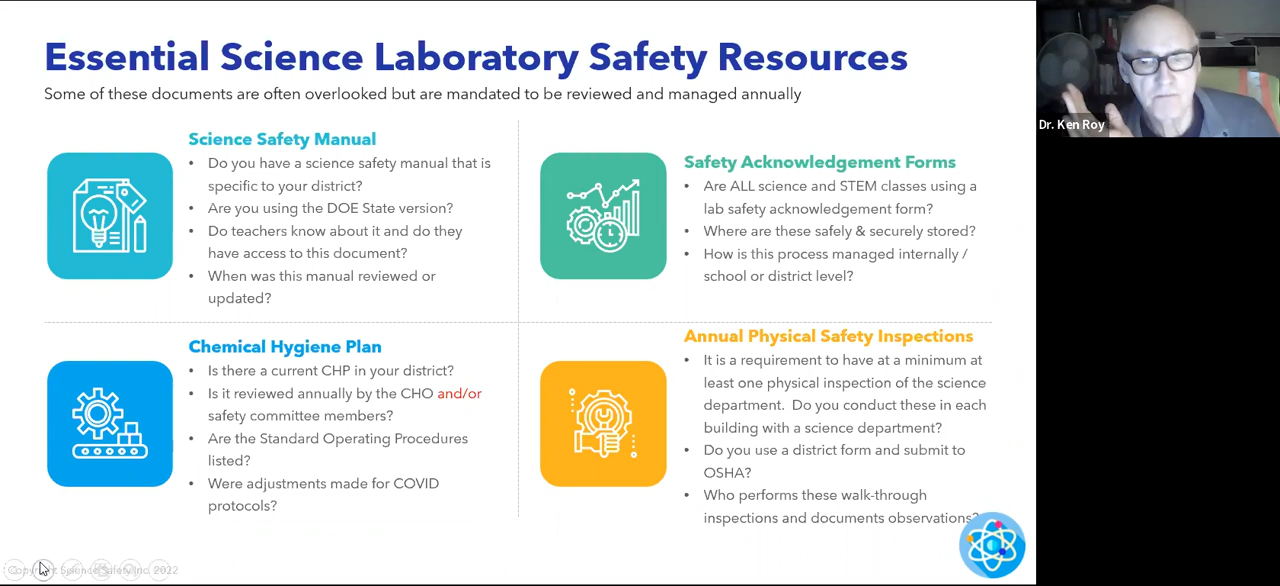 Essential Science Laboratory Safety Resources
Some of these documents are often overlooked but are mandated to be reviewed and managed annually
Science Safety Manual
• Do you have a science safety manual that is
specific to your district?
• Are you using the DOE State version?
• Do teachers know about it and do they
have access to this document?
• When was this manual reviewed or
updated?
Safety Acknowledgement Forms
• Are ALL science and STEM classes using a
lab safety acknowledgement form?
• Where are these safely & securely stored?
• How is this process managed internally /
school or district level?
Chemical Hygiene Plan
• Is there a current CHP in your district?
• Is it reviewed annually by the CHO and/or
safety committee members?
• Are the Standard Operating Procedures
listed?
• Were adjustments made for COVID
protocols?
Annual Physical Safety Inspections
• It is a requirement to have at a minimum at
least one physical inspection of the science
department. Do you conduct these in each
building with a science department?
• Do you use a district form and submit to
OSHA?
• Who performs these walk-through
inspections and documents observations?
Copyright Science Safety Inc. 2022
Dr. Ken Roy